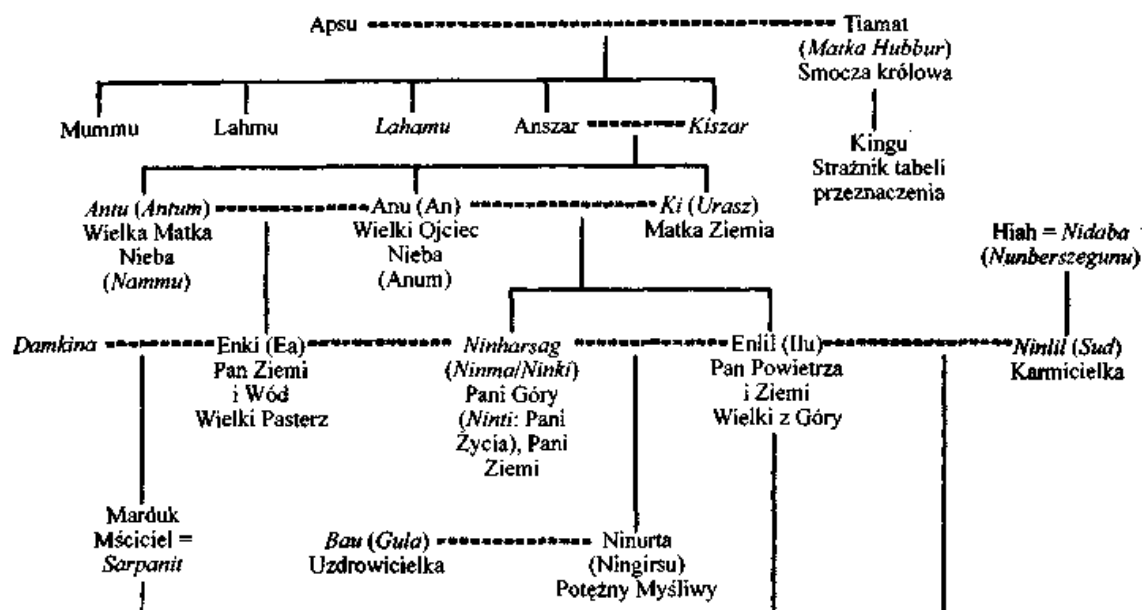 Apsu Tiamat
(Matka Hubbur)
Smocza królowa
Mummu Lahmu Lahamu Anszar Kiszar
Kingu
Strażnik tabeli
przeznaczenia
Antu (Antum) Anu (An) Ki (Urasz)
Wielka Matka Wielki Ojciec Matka Ziemia
Nieba Nieba
(Nammu) (Anum)
Hiah = Nidaba
(Nunberszegunu)
Damkina Enki (Ea) Ninharsag Enlil (Ilu) Ninlil (Sud)
Pan Ziemi (Ninma/Ninki) Pan Powietrza Karmicielka
i Wód Pani Góry i Ziemi
Wielki Pasterz (Ninti: Pani Wielki z Góry
Życia), Pani
Ziemi
Marduk
Mściciel =
Sarpanit
Bau (Gula) Ninurta
Uzdrowicielka (Ningirsu)
Potężny Myśliwy